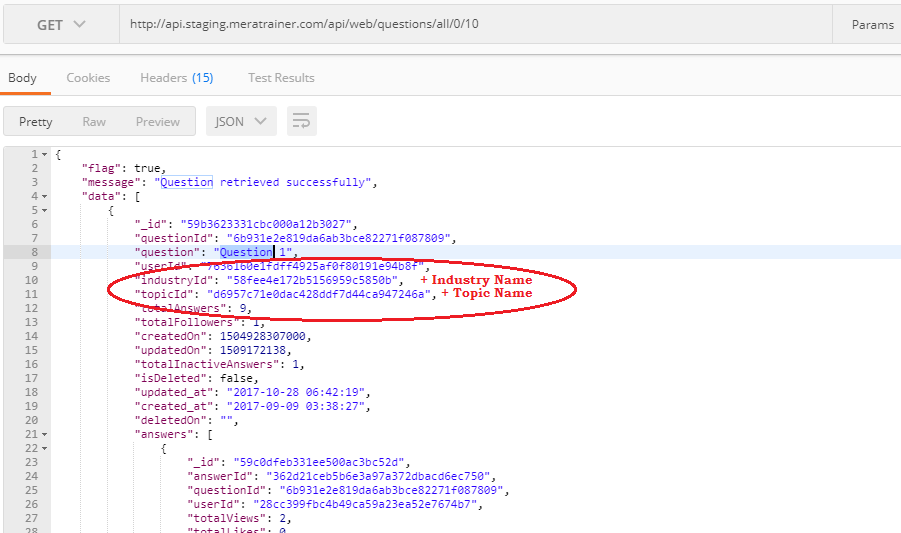 GET http://api.staging.meratrainer.com/api/web/questions/all/0/10 Params
Body Cookies Headers (15) Test Results
Pretty Raw Preview JSON
1 {
2 "flag": true,
3 "message": "Question retrieved successfully",
4 "data": [
5 {
6 "_id": "59b3623331cbc000a12b3027",
7 "questionId": "6b931e2e819da6ab3bce82271f087809",
8 "question": "Question 1",
9 "userId": "7656160e1fdff4925af0f80191e94b8f",
10 "industryId": "58fee4e172b5156959c5850b", + Industry Name
11 "topicId": "d6957c71e0dac428ddf7d44ca947246a", + Topic Name
12 "totalAnswers": 9,
13 "totalFollowers": 1,
14 "createdOn": 1504928307000,
15 "updatedOn": 1509172138,
16 "totalInactiveAnswers": 1,
17 "isDeleted": false,
18 "updated_at": "2017-10-28 06:42:19",
19 "created_at": "2017-09-09 03:38:27",
20 "deletedOn": "",
21 "answers": [
22 {
23 "_id": "59c0dfeb331ee500ac3bc52d",
24 "answerId": "362d21ceb5b6e3a97a372dbacd6ec750",
25 "questionId": "6b931e2e819da6ab3bce82271f087809",
26 "userId": "28cc399fbc4b49ca59a23ea52e7674b7",
27 "totalViews": 2,
28 "totalLikes": 0,